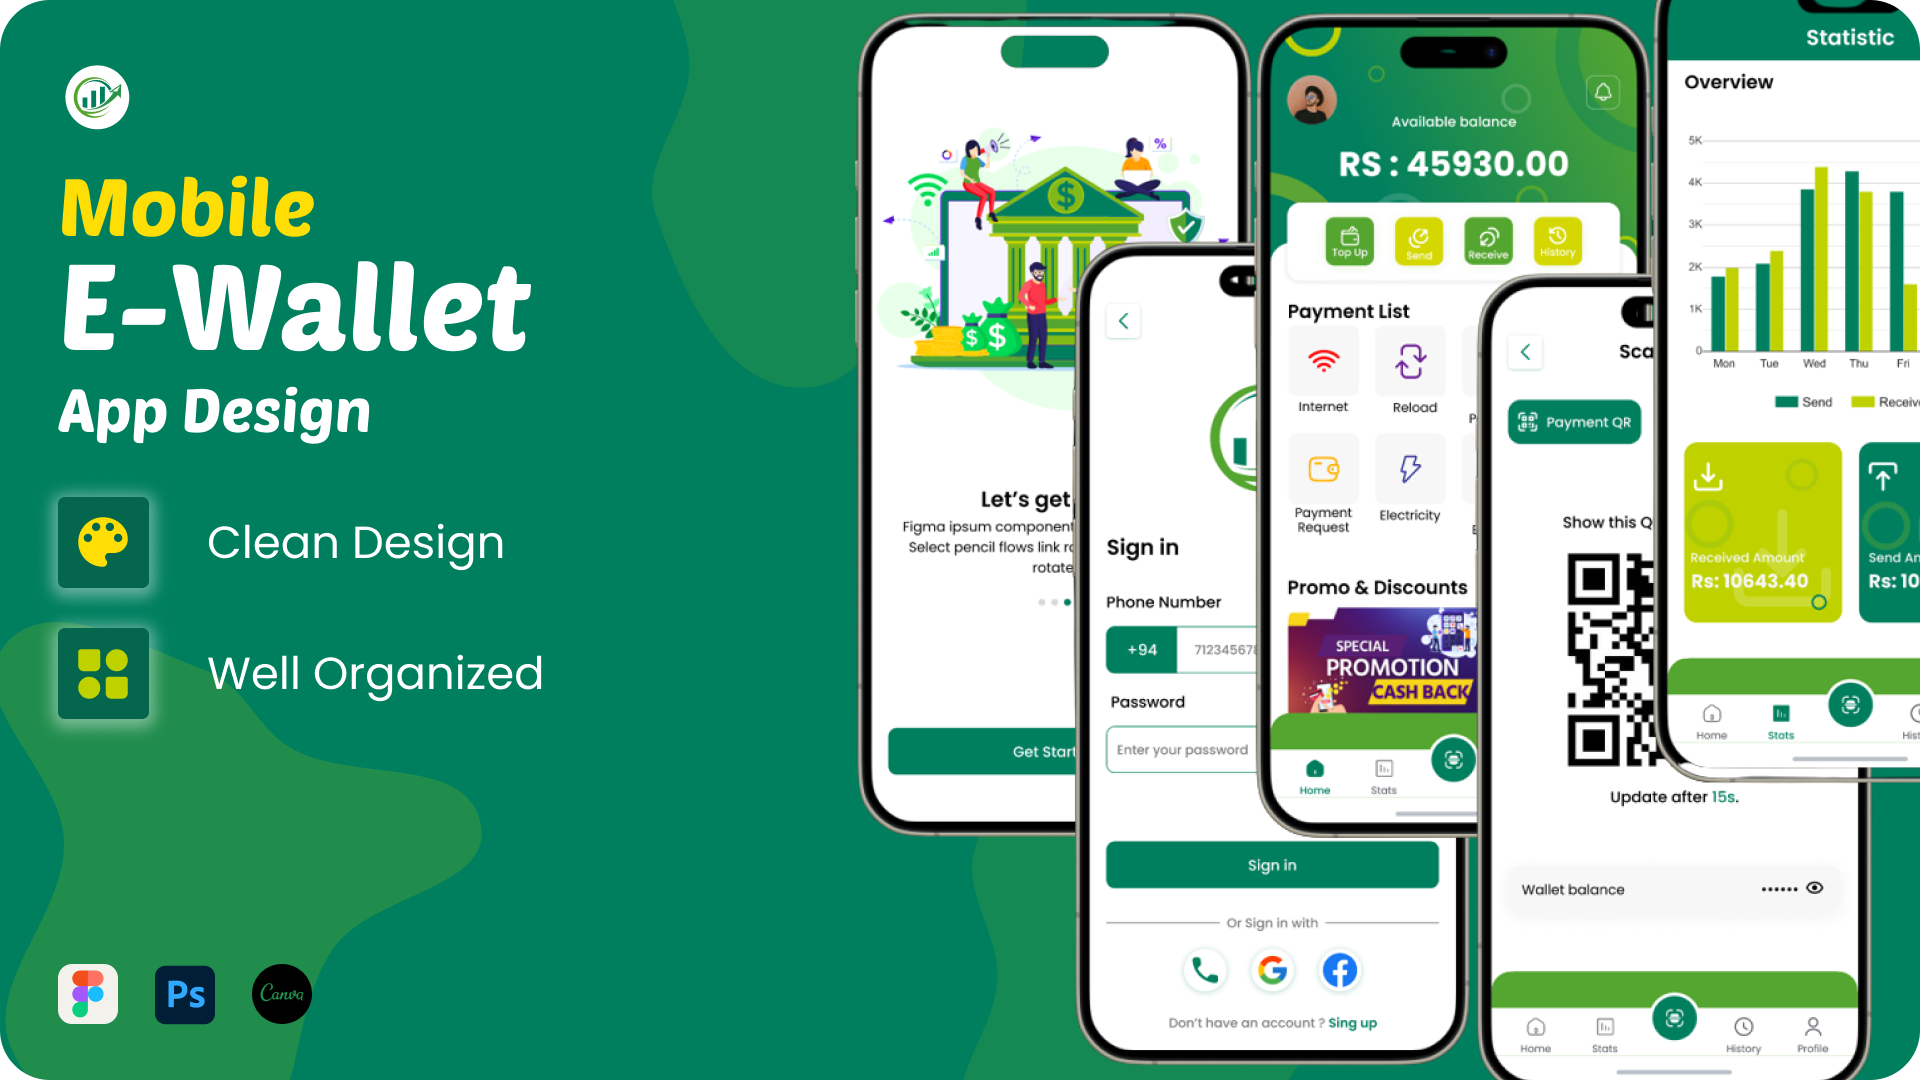 Mobile
E-Wallet
App Design
Clean Design
Well Organized
Ps
Canva
%
$
$
$
Let's get
Figma ipsum component
Select pencil flows link
rotate
Get Start
Sign in
Phone Number
+94
712345678
Password
Enter your password
Sign in
Or Sign in with
Don't have an account ? Sing up
Available balance
RS : 45930.00
Top Up
Send
Receive
History
Payment List
Internet
Reload
Payment
Request
Electricity
Promo & Discounts
SPECIAL
PROMOTION
CASH BACK
Home
Stats
Sca
Payment QR
Show this Q
Update after 15s.
Wallet balance
••••••
Home
Stats
History
Profile
Statistic
Overview
5K
4K
3K
2K
1K
0
Mon
Tue
Wed
Thu
Fri
Send
Receive
Received Amount
Rs: 10643.40
Send Am
Rs: 10
Home
Stats
Hist